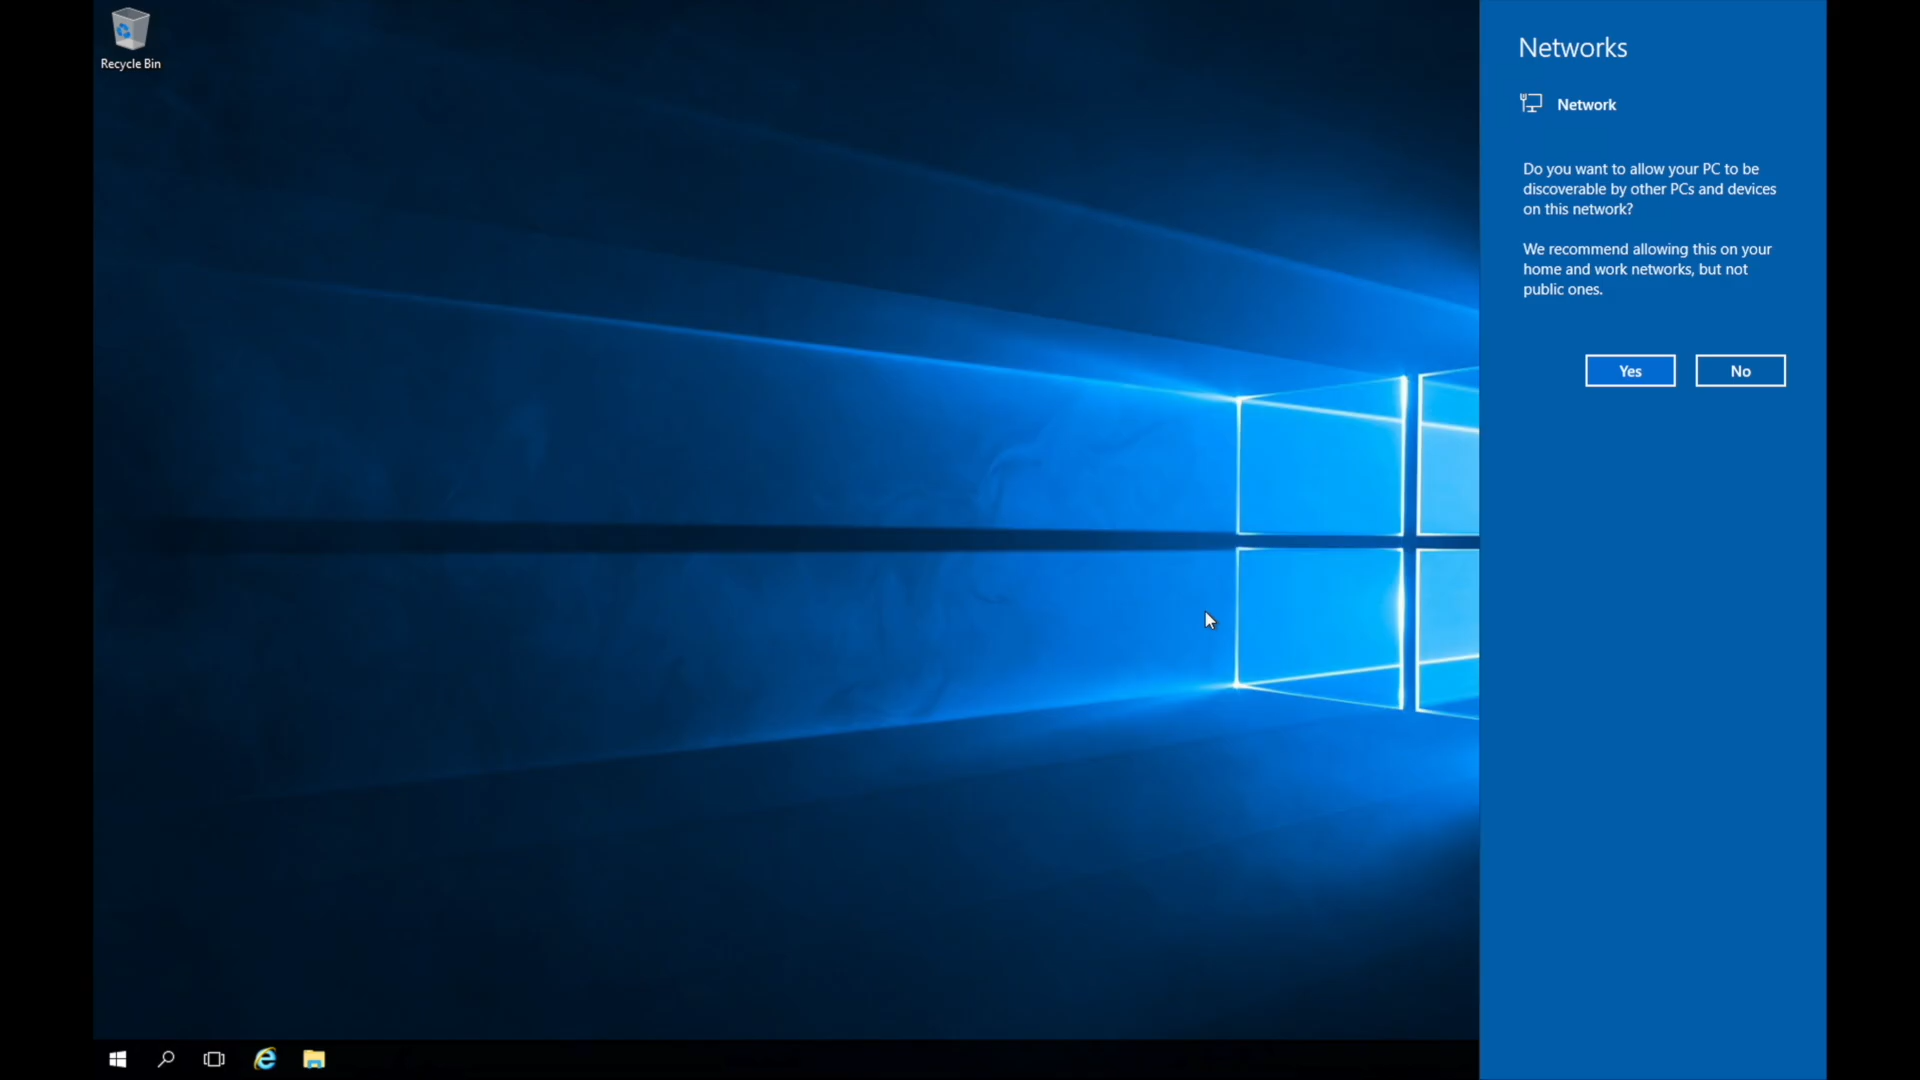 Recycle Bin
Networks
Network
Do you want to allow your PC to be
discoverable by other PCs and devices
on this network?
We recommend allowing this on your
home and work networks, but not
public ones.
Yes
No